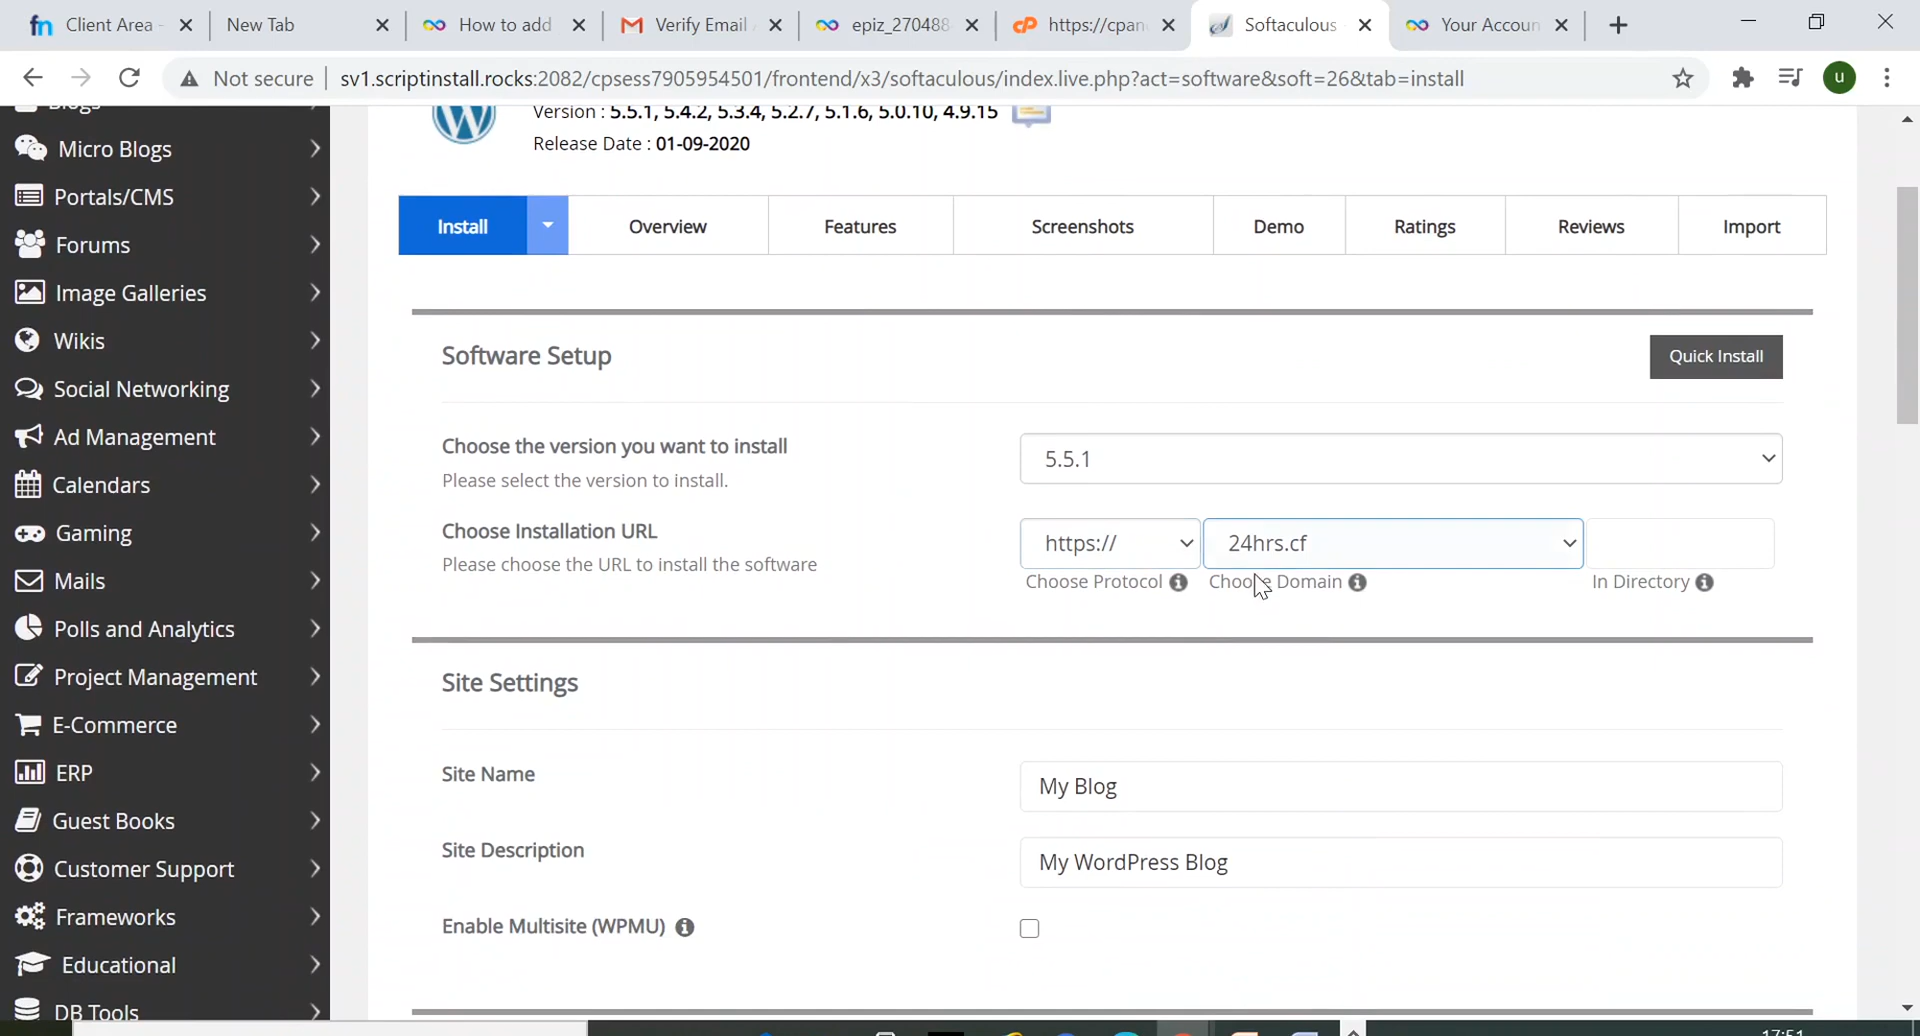 Client Area -
New Tab
How to add
Verify Email
epiz_270488
https://cpan
Softaculous
Your Accoun
Not secure
sv1.scriptinstall.rocks:2082/cpsess7905954501/frontend/x3/softaculous/index.live.php?act=software&soft=26&tab=install
u
Blogs
Micro Blogs
Portals/CMS
Forums
Image Galleries
Wikis
Social Networking
Ad Management
Calendars
Gaming
Mails
Polls and Analytics
Project Management
E-Commerce
ERP
Guest Books
Customer Support
Frameworks
Educational
DB Tools
Version : 5.5.1, 5.4.2, 5.3.4, 5.2.7, 5.1.6, 5.0.10, 4.9.15
Release Date : 01-09-2020
Install
Overview
Features
Screenshots
Demo
Ratings
Reviews
Import
Software Setup
Quick Install
Choose the version you want to install
Please select the version to install.
5.5.1
Choose Installation URL
Please choose the URL to install the software
https://
24hrs.cf
Choose Protocol
Choose Domain
In Directory
Site Settings
Site Name
My Blog
Site Description
My WordPress Blog
Enable Multisite (WPMU)
17:51